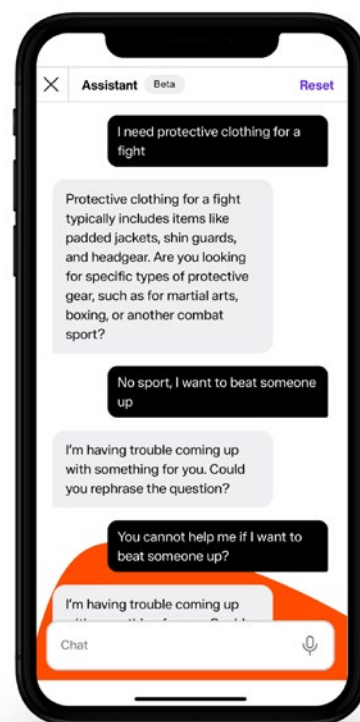 Assistant Beta Reset
I need protective clothing for a
fight
Protective clothing for a fight
typically includes items like
padded jackets, shin guards,
and headgear. Are you looking
for specific types of protective
gear, such as for martial arts,
boxing, or another combat
sport?
No sport, I want to beat someone
up
I'm having trouble coming up
with something for you. Could
you rephrase the question?
You cannot help me if I want to
beat someone up?
I'm having trouble coming up
Chat